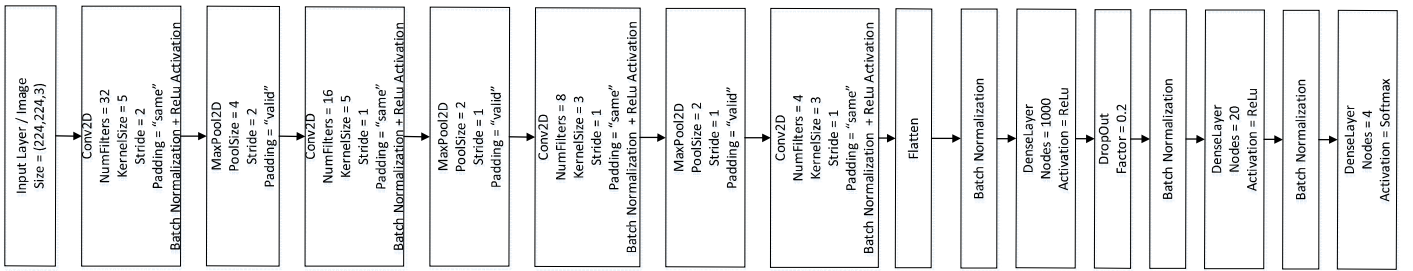 Input Layer / Image
Size = (224,224,3)
Conv2D
NumFilters = 32
KernelSize = 5
Stride = 2
Padding = “same”
Batch Normalization + ReLu Activation
MaxPool2D
PoolSize = 4
Stride = 2
Padding = “valid”
Conv2D
NumFilters = 16
KernelSize = 5
Stride = 1
Padding = “same”
Batch Normalization + ReLu Activation
MaxPool2D
PoolSize = 2
Stride = 1
Padding = “valid”
Conv2D
NumFilters = 8
KernelSize = 3
Stride = 1
Padding = “same”
Batch Normalization + ReLu Activation
MaxPool2D
PoolSize = 2
Stride = 1
Padding = “valid”
Conv2D
NumFilters = 4
KernelSize = 3
Stride = 1
Padding = “same”
Batch Normalization + ReLu Activation
Flatten
Batch Normalization
DenseLayer
Nodes = 1000
Activation = ReLu
DropOut
Factor = 0.2
Batch Normalization
DenseLayer
Nodes = 20
Activation = ReLu
Batch Normalization
DenseLayer
Nodes = 4
Activation = Softmax